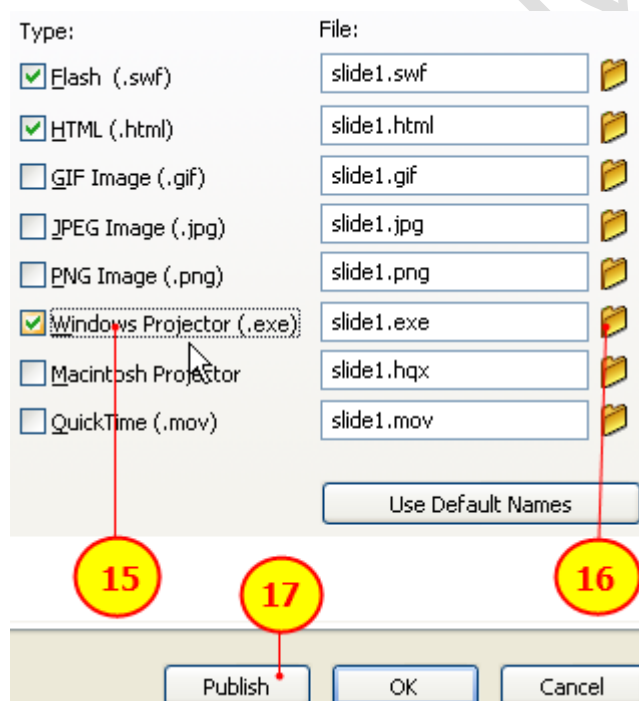 Type: File:
Flash (.swf) slide1.swf
HTML (.html) slide1.html
GIF Image (.gif) slide1.gif
JPEG Image (.jpg) slide1.jpg
PNG Image (.png) slide1.png
Windows Projector (.exe) slide1.exe
Macintosh Projector slide1.hqx
QuickTime (.mov) slide1.mov
Use Default Names
15 17 16
Publish OK Cancel